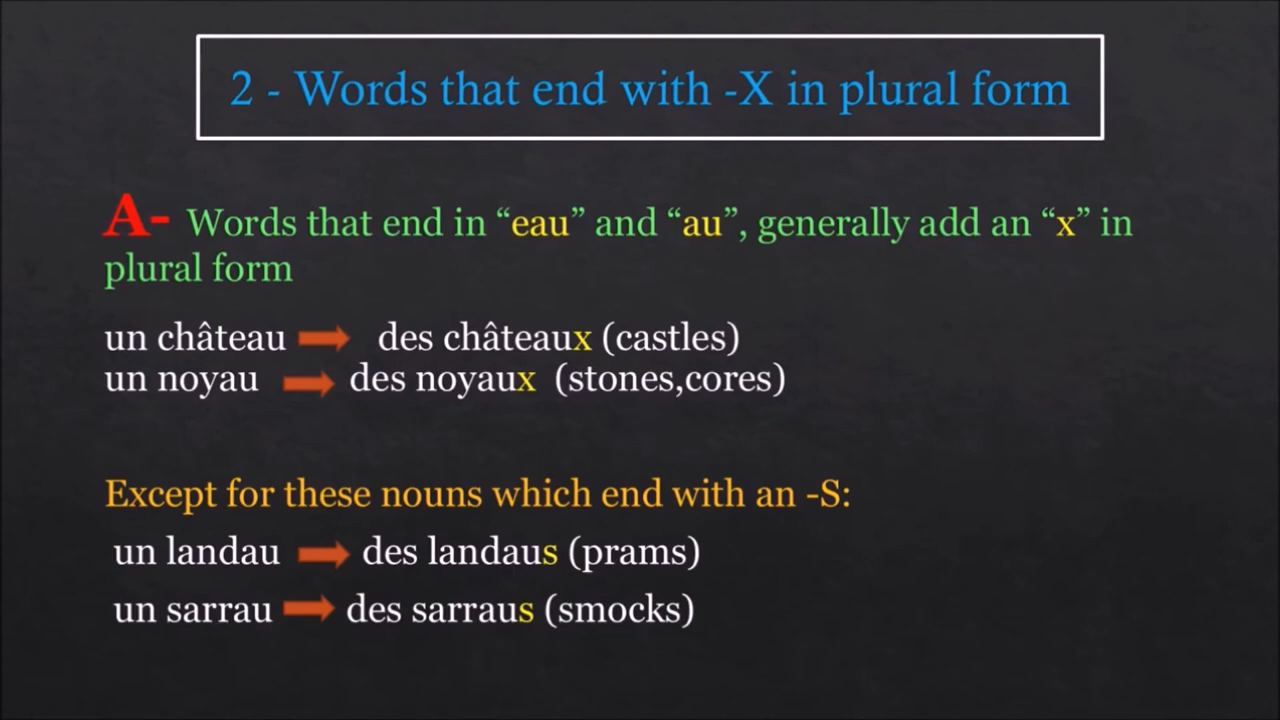 2 - Words that end with -X in plural form
A- Words that end in “eau” and “au”, generally add an “x” in
plural form
un château des châteaux (castles)
un noyau des noyaux (stones,cores)
Except for these nouns which end with an -S:
un landau des landaus (prams)
un sarrau des sarraus (smocks)